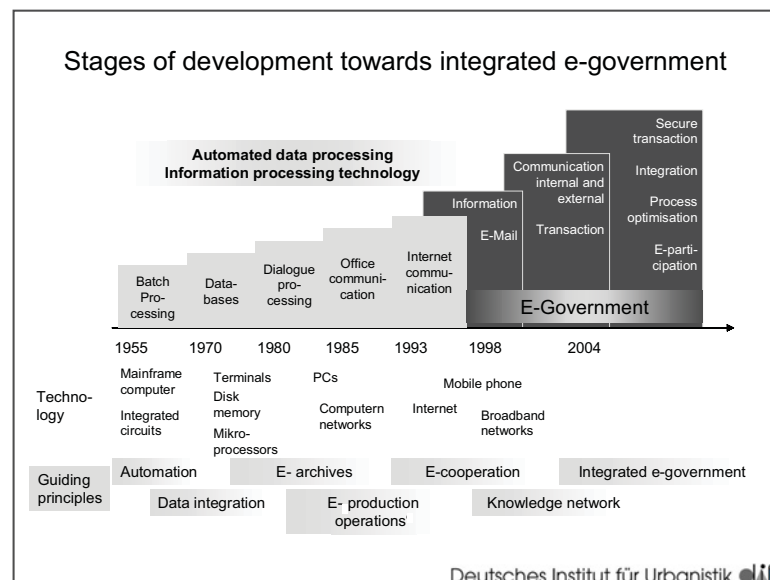 Stages of development towards integrated e-government
Automated data processing
Information processing technology
Batch
Pro-
cessing
Data-
bases
Dialogue
pro-
cessing
Office
communi-
cation
Internet
commu-
nication
Information
E-Mail
Communication
internal and
external
Transaction
Secure
transaction
Integration
Process
optimisation
E-parti-
cipation
E-Government
1955 1970 1980 1985 1993 1998 2004
Techno-
logy
Mainframe
computer
Integrated
circuits
Terminals
Disk
memory
Mikro-
processors
PCs
Computern
networks
Internet
Mobile phone
Broadband
networks
Guiding
principles
Automation
E- archives
E-cooperation
Integrated e-government
Data integration
E- production
operations
Knowledge network
Deutsches Institut für Urbanistik